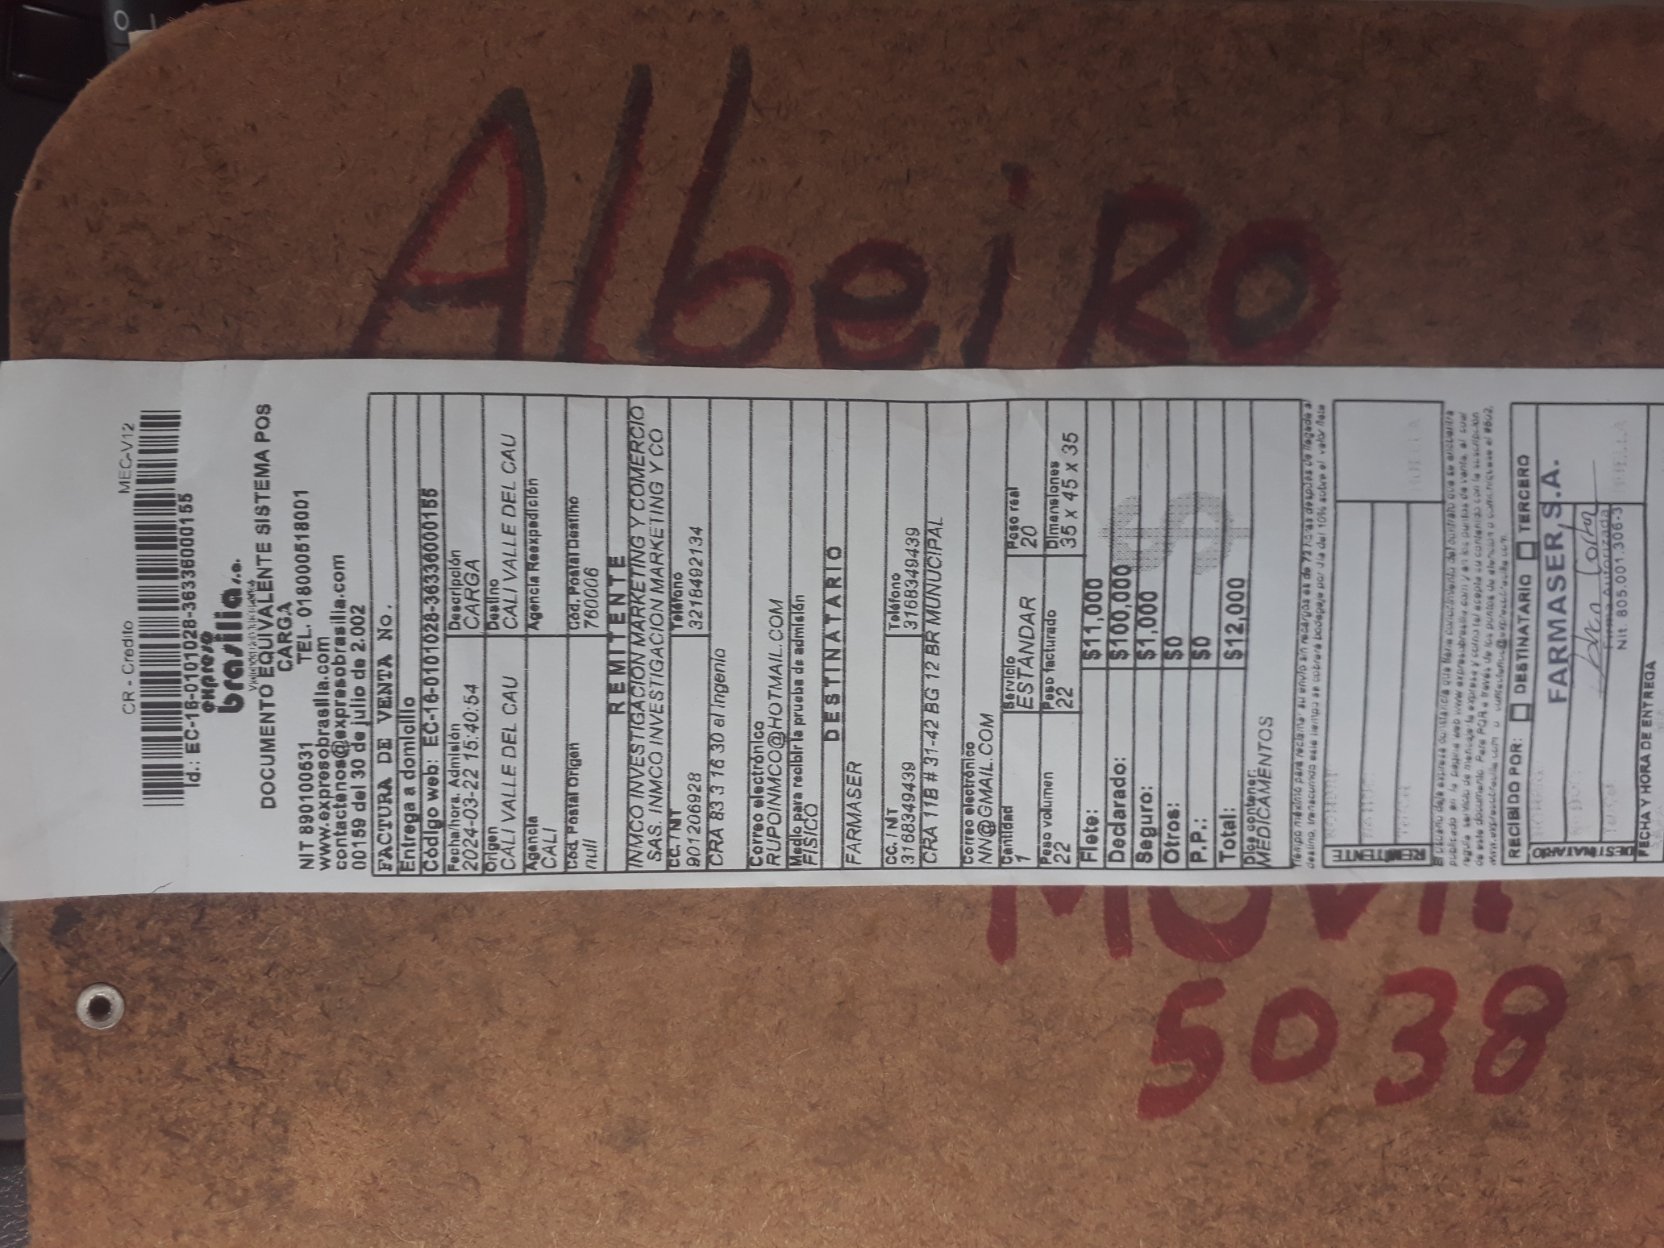 Albeiro
CR - Credito MEC-V12
Id.: EC-16-0101028-36336000155
expreso
brasilia s.a.
DOCUMENTO EQUIVALENTE SISTEMA POS
CARGA
NIT 890100531 TEL. 018000518001
www.expresobrasilia.com
contactenos@expresobrasilia.com
00159 del 30 de julio de 2.002
FACTURA DE VENTA No.
Entrega a domicilio
Código web: EC-16-0101028-36336000155
Fecha/hora. Admisión Descripción
2024-03-22 15:40:54 CARGA
Origen Destino
CALI VALLE DEL CAU CALI VALLE DEL CAU
Agencia Agencia Reexpedición
CALI
Cód. Postal Origen Cód. Postal Destino
null 760006
REMITENTE
INMCO INVESTIGACION MARKETING Y COMERCIO
SAS. INMCO INVESTIGACION MARKETING Y CO
CC. / NT Teléfono
901206928 3218492134
CRA 83 3 16 30 el Ingenio
Correo electrónico
RUPOINMCO@HOTMAIL.COM
Medio para recibir la prueba de admisión
FISICO
DESTINATARIO
FARMASER
CC. / NT Teléfono
3168349439 3168349439
CRA 11B # 31-42 BG 12 BR MUNUCIPAL
Correo electrónico
NN@GMAIL.COM
Cantidad Servicio Peso real
1 ESTANDAR 20
Peso volumen Peso facturado Dimensiones
22 22 35 x 45 x 35
Flete: $11,000
Declarado: $100,000
Seguro: $1,000
Otros: $0
P.P.: $0
Total: $12,000
Dice contener:
MEDICAMENTOS
REMITENTE
RECIBIDO POR: DESTINATARIO TERCERO
DESTINATARIO
FARMASER, S.A.
Firma Autorizada
Nit. 805.001.306-3
FECHA Y HORA DE ENTREGA
MOVIL
5038